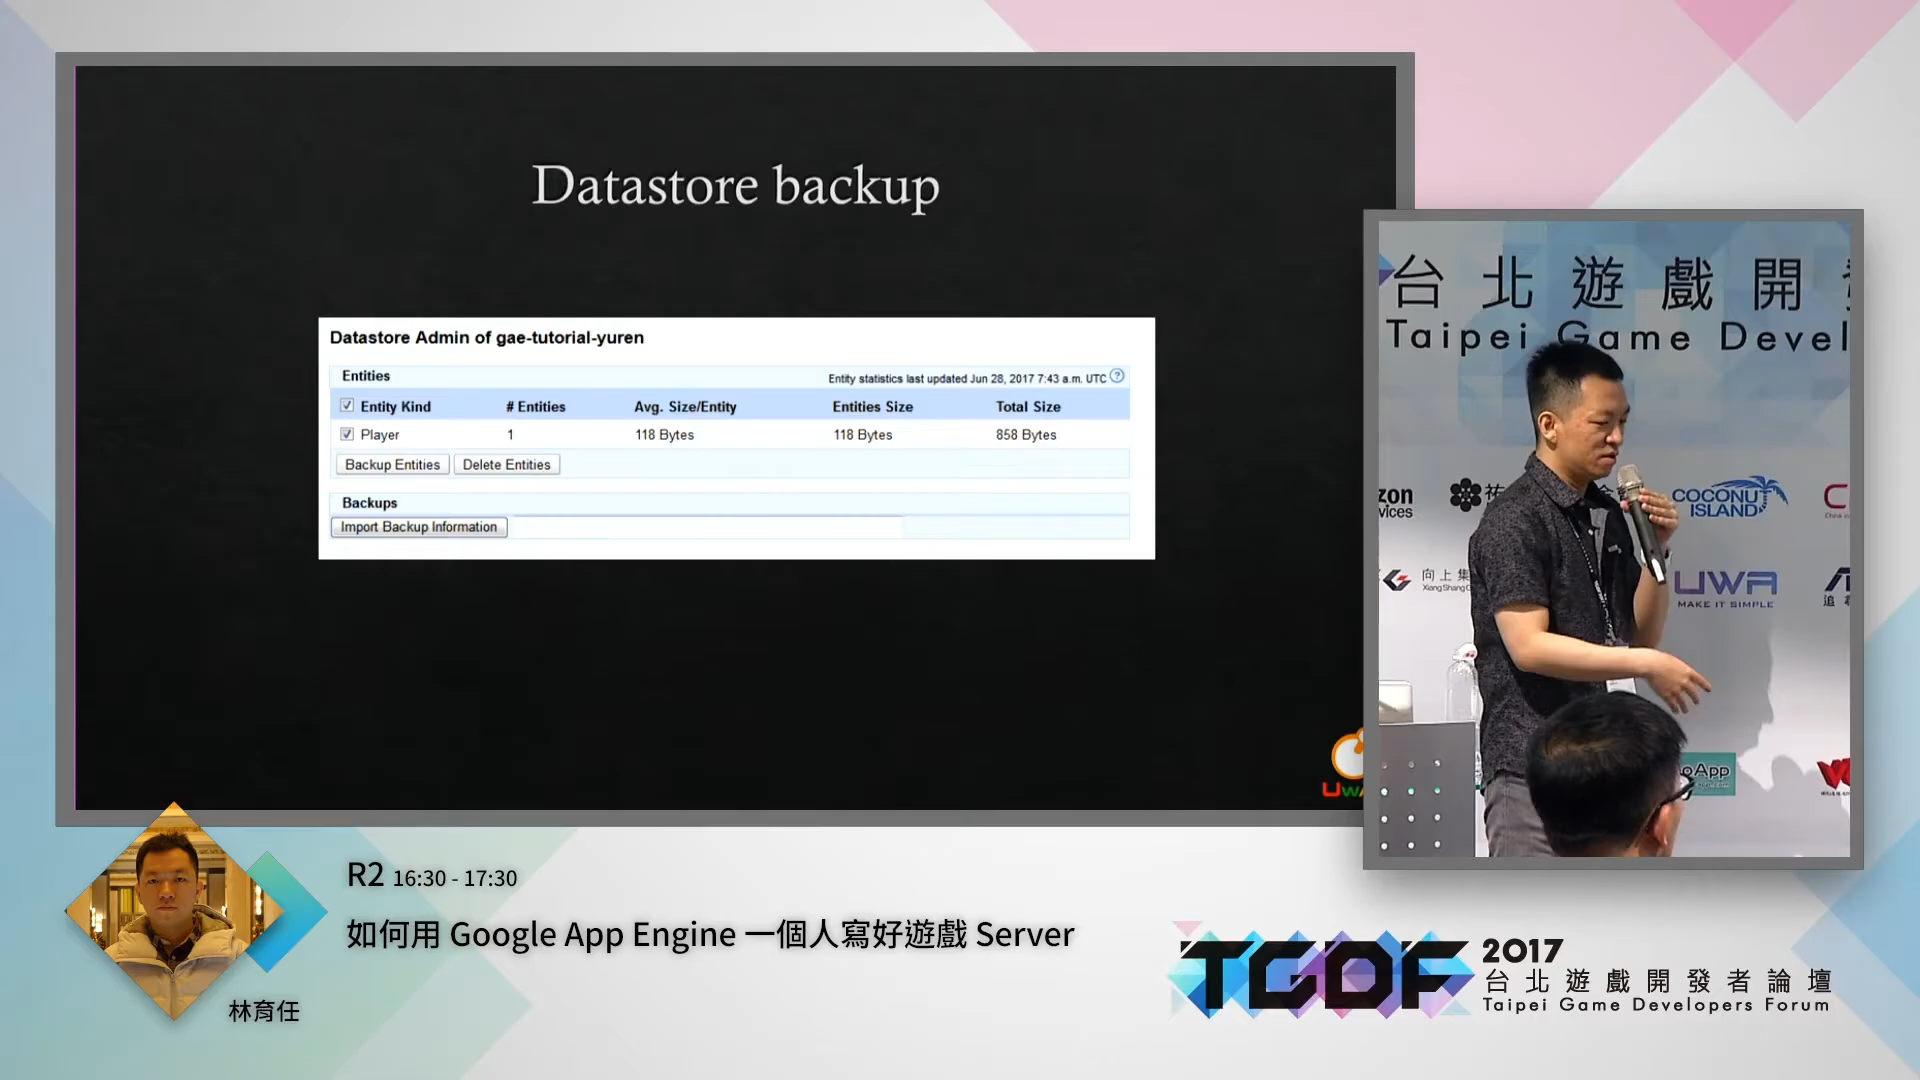 Datastore backup
Datastore Admin of gae-tutorial-yuren
Entities
Entity statistics last updated Jun 28, 2017 7:43 a.m. UTC ?
Entity Kind # Entities Avg. Size/Entity Entities Size Total Size
Player 1 118 Bytes 118 Bytes 858 Bytes
Backup Entities Delete Entities
Backups
Import Backup Information
台北遊戲開
Taipei Game Devel
COCONUT
ISLAND
向上集
UWA
MAKE IT SIMPLE
R2 16:30 - 17:30
如何用 Google App Engine 一個人寫好遊戲 Server
林育任
TGDF 2017
台北遊戲開發者論壇
Taipei Game Developers Forum